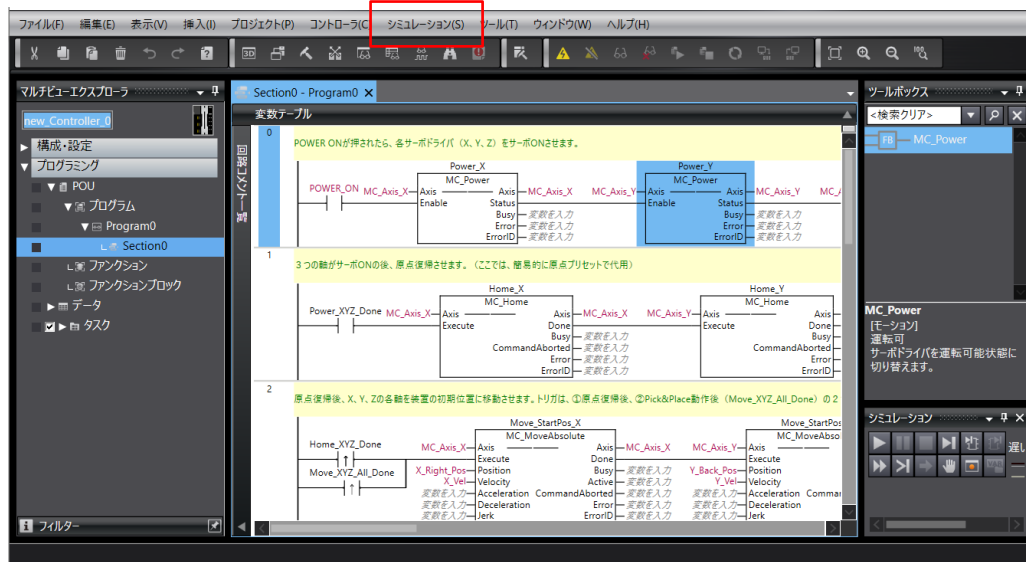 ファイル(F) 編集(E) 表示(V) 挿入(I) プロジェクト(P) コントローラ(C シミュレーション(S) ツール(T) ウィンドウ(W) ヘルプ(H)
マルチビューエクスプローラ
new_Controller_0
構成・設定
プログラミング
POU
プログラム
Program0
Section0
ファンクション
ファンクションブロック
データ
タスク
フィルター
Section0 - Program0
変数テーブル
回路コメント一覧
0
POWER ONが押されたら、各サーボドライバ（X、Y、Z）をサーボONさせます。
Power_X Power_Y
MC_Power MC_Power
POWER_ON MC_Axis_X Axis Axis MC_Axis_X MC_Axis_Y Axis Axis MC_Axis_Y
Enable Status Enable Status
Busy 変数を入力 Busy 変数を入力
Error 変数を入力 Error 変数を入力
ErrorID 変数を入力 ErrorID 変数を入力
1
３つの軸がサーボONの後、原点復帰させます。（ここでは、簡易的に原点プリセットで代用）
Home_X Home_Y
MC_Home MC_Home
Power_XYZ_Done MC_Axis_X Axis Axis MC_Axis_X MC_Axis_Y Axis Axis
Execute Done Execute Done
Busy 変数を入力 Busy
CommandAborted 変数を入力 CommandAborted
Error 変数を入力 Error
ErrorID 変数を入力 ErrorID
2
原点復帰後、X、Y、Zの各軸を装置の初期位置に移動させます。トリガは、①原点復帰後、②Pick&Place動作後（Move_XYZ_All_Done）の２
Move_StartPos_X Move_StartPos
MC_MoveAbsolute MC_MoveAbso
Home_XYZ_Done MC_Axis_X Axis Axis MC_Axis_X MC_Axis_Y Axis
Execute Done Execute
Move_XYZ_All_Done X_Right_Pos Position Busy 変数を入力 Y_Back_Pos Position
X_Vel Velocity Active 変数を入力 Y_Vel Velocity
変数を入力 Acceleration CommandAborted 変数を入力 変数を入力 Acceleration Comma
変数を入力 Deceleration Error 変数を入力 変数を入力 Deceleration
変数を入力 Jerk ErrorID 変数を入力 変数を入力 Jerk
ツールボックス
<検索クリア>
FB MC_Power
MC_Power
[モーション]
運転可
サーボドライバを運転可能状態に
切り替えます。
シミュレーション
遅い